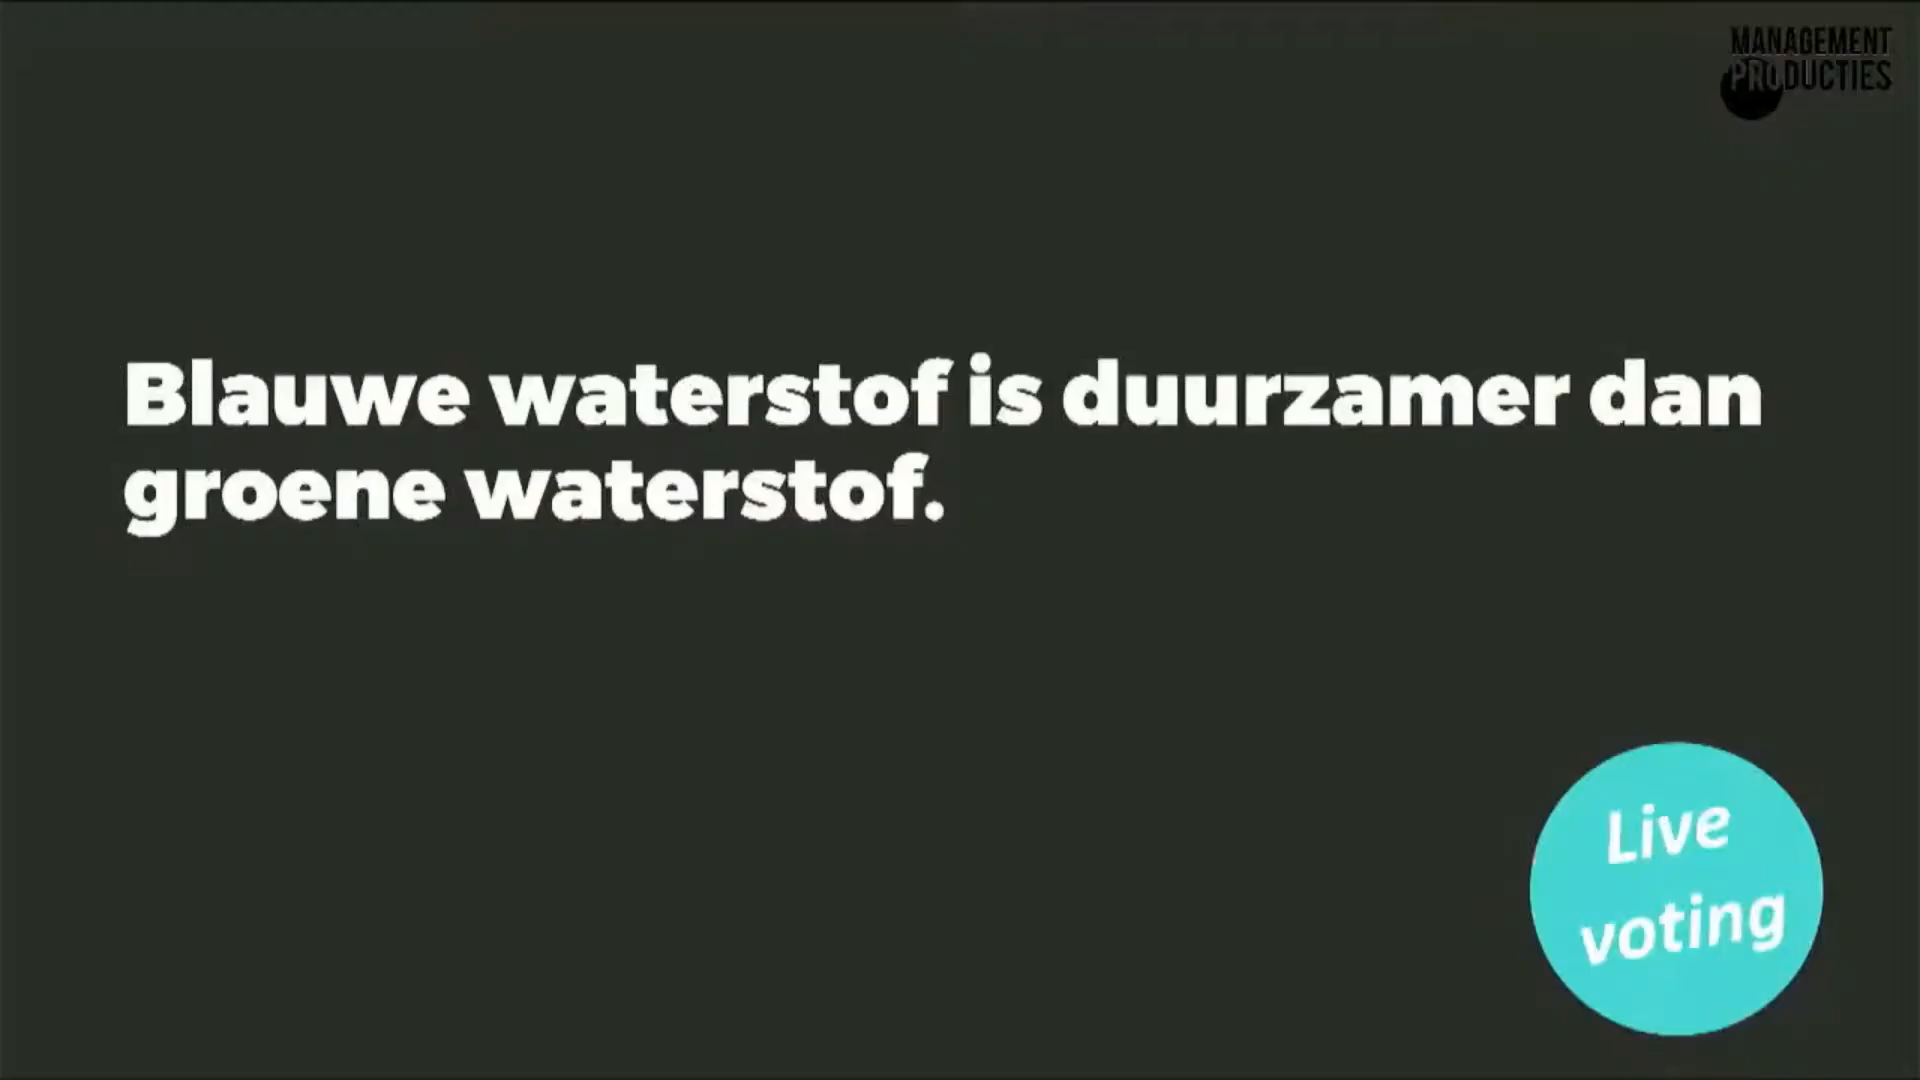 MANAGEMENT
PRODUCTIES
Blauwe waterstof is duurzamer dan
groene waterstof.
Live
voting